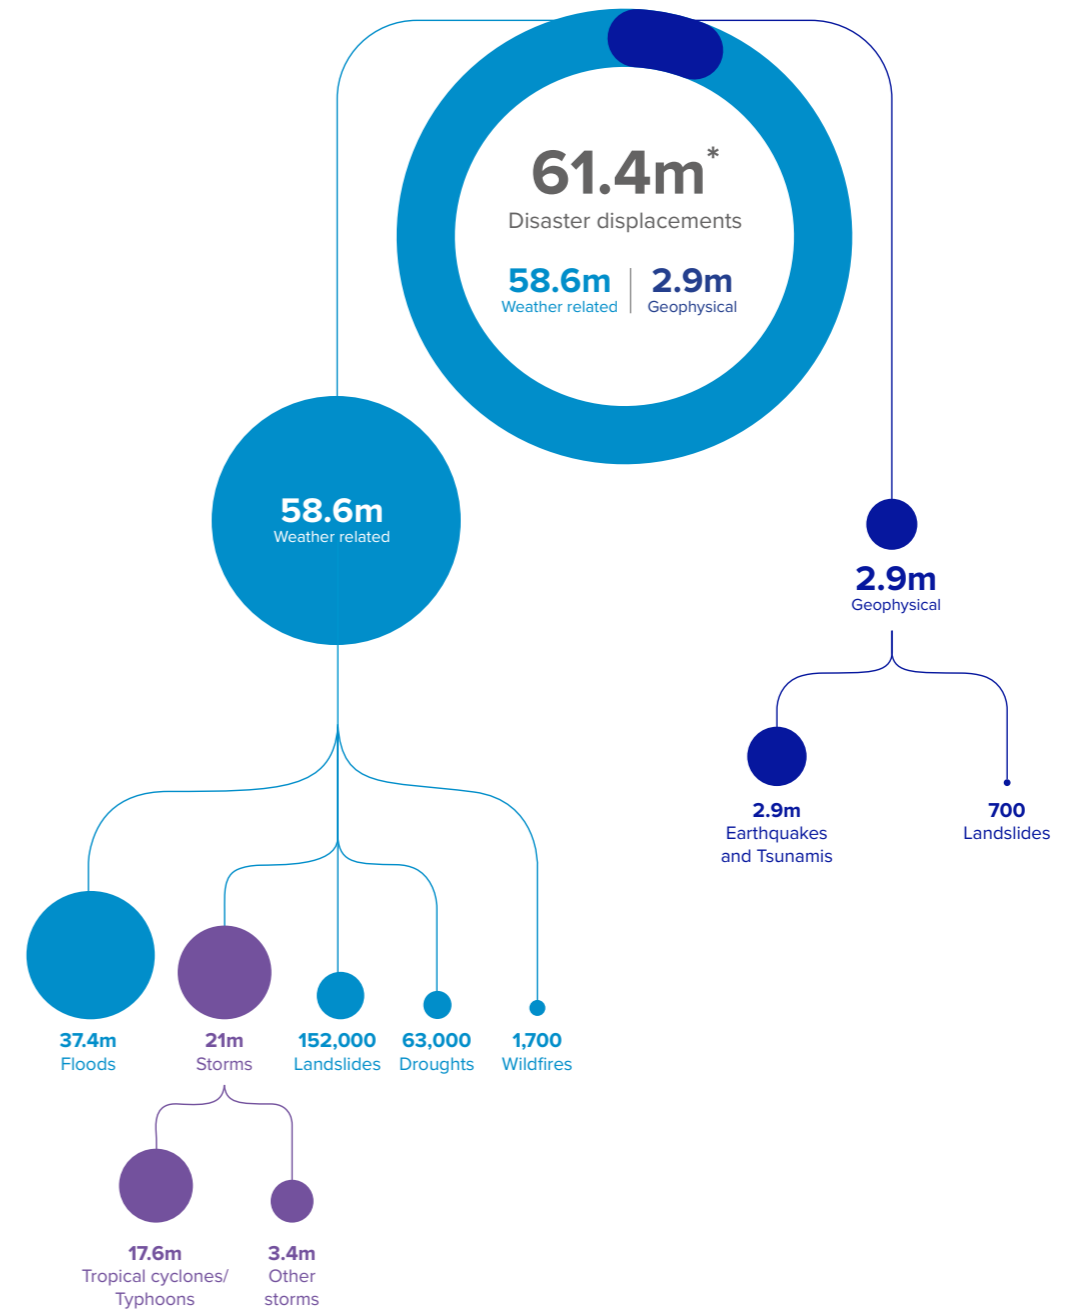 61.4m*
Disaster displacements
58.6m
Weather related
2.9m
Geophysical
58.6m
Weather related
2.9m
Geophysical
2.9m
Earthquakes
and Tsunamis
700
Landslides
37.4m
Floods
21m
Storms
152,000
Landslides
63,000
Droughts
1,700
Wildfires
17.6m
Tropical cyclones/
Typhoons
3.4m
Other
storms